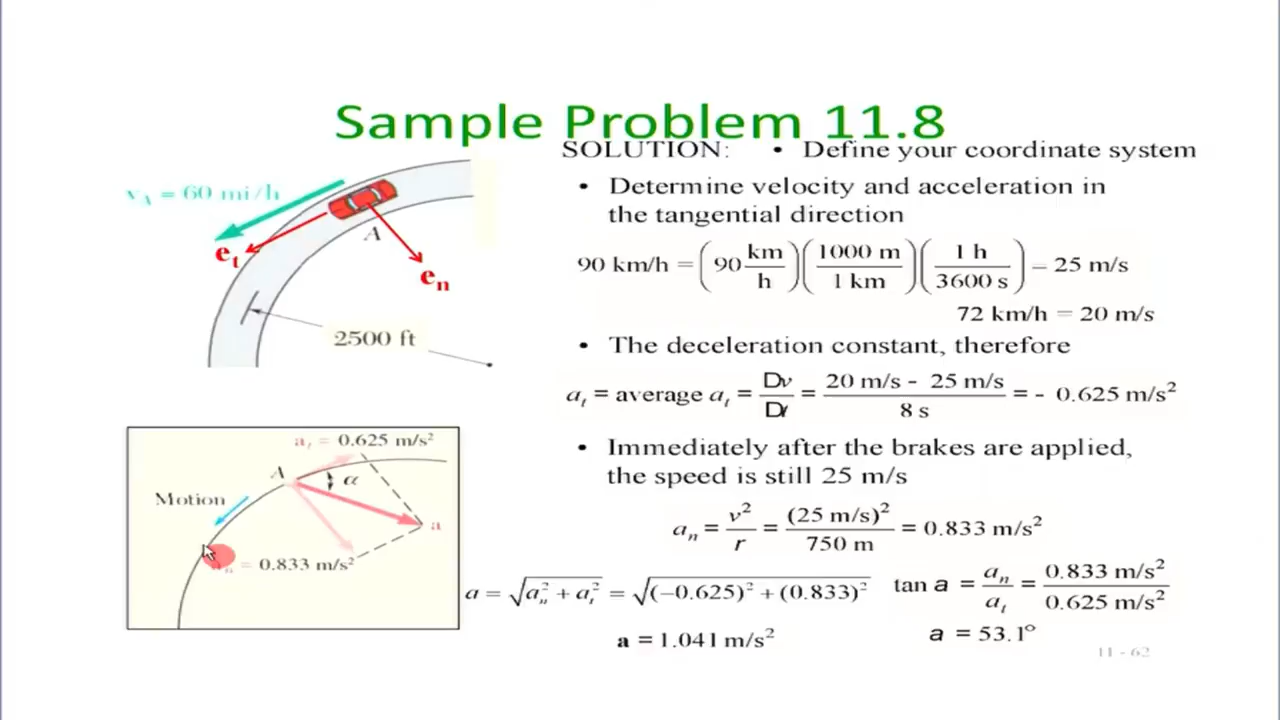 Sample Problem 11.8
SOLUTION: • Define your coordinate system
v_A = 60 mi/h
A
e_t
e_n
2500 ft
• Determine velocity and acceleration in
the tangential direction
90 km/h = (90 km/h)(1000 m/1 km)(1 h/3600 s) = 25 m/s
72 km/h = 20 m/s
• The deceleration constant, therefore
a_t = average a_t = Dv/Dt = (20 m/s - 25 m/s)/8 s = - 0.625 m/s²
• Immediately after the brakes are applied,
the speed is still 25 m/s
a_n = v²/r = (25 m/s)²/750 m = 0.833 m/s²
a = √(a_n² + a_t²) = √((−0.625)² + (0.833)²)
a = 1.041 m/s²
tan a = a_n/a_t = 0.833 m/s²/0.625 m/s²
a = 53.1°
a_t = 0.625 m/s²
A
α
Motion
a
= 0.833 m/s²
11 - 62